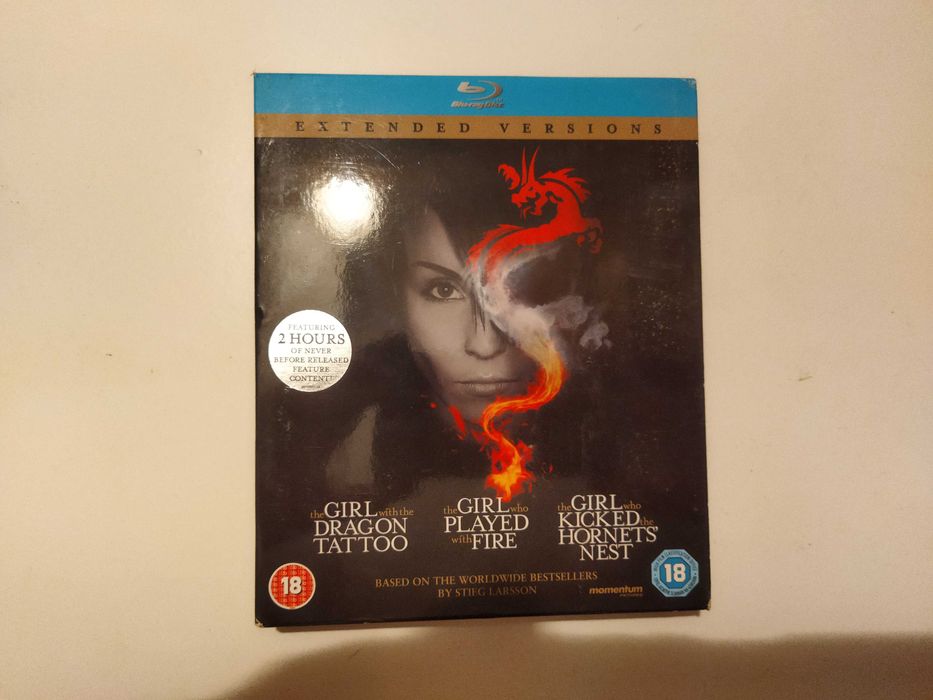 Blu-ray Disc
EXTENDED VERSIONS
FEATURING
2 HOURS
OF NEVER
BEFORE RELEASED
FEATURE
CONTENT!
the GIRL with the
DRAGON
TATTOO
the GIRL who
PLAYED
with FIRE
the GIRL who
KICKED the
HORNETS'
NEST
BASED ON THE WORLDWIDE BESTSELLERS
BY STIEG LARSSON
18
momentum
PICTURES
18